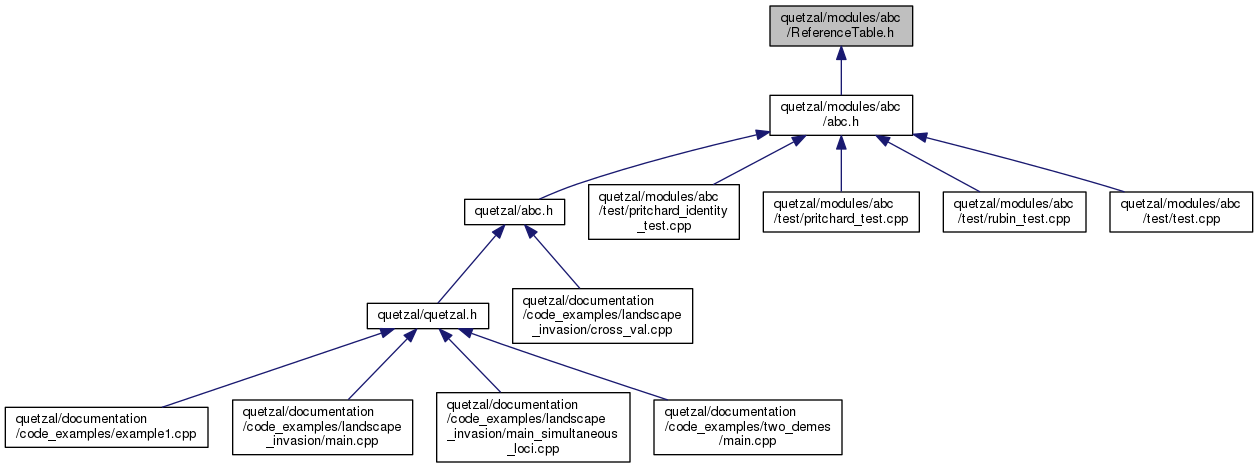 quetzal/modules/abc
/ReferenceTable.h
quetzal/modules/abc
/abc.h
quetzal/abc.h
quetzal/modules/abc
/test/pritchard_identity
_test.cpp
quetzal/modules/abc
/test/pritchard_test.cpp
quetzal/modules/abc
/test/rubin_test.cpp
quetzal/modules/abc
/test/test.cpp
quetzal/quetzal.h
quetzal/documentation
/code_examples/landscape
_invasion/cross_val.cpp
quetzal/documentation
/code_examples/example1.cpp
quetzal/documentation
/code_examples/landscape
_invasion/main.cpp
quetzal/documentation
/code_examples/landscape
_invasion/main_simultaneous
_loci.cpp
quetzal/documentation
/code_examples/two_demes
/main.cpp